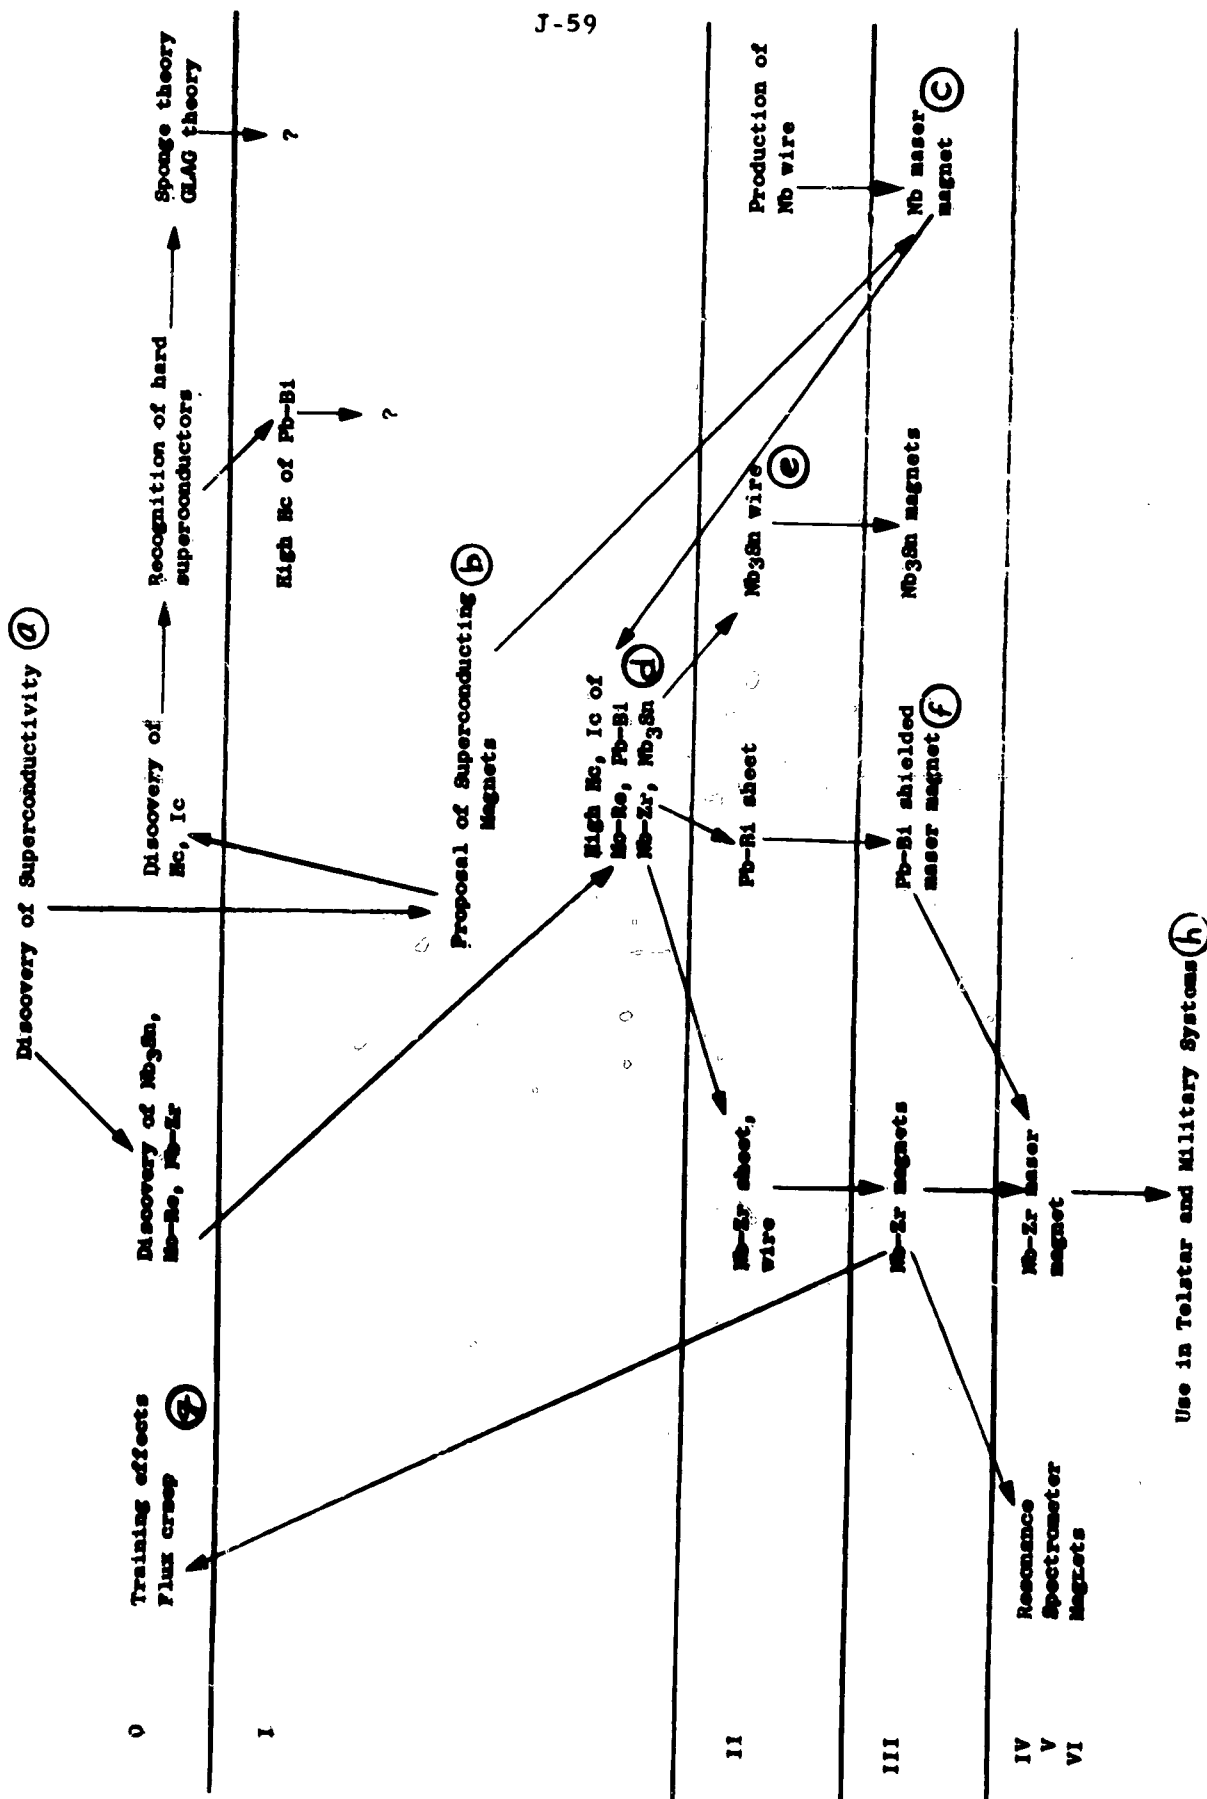 J-59
Discovery of Superconductivity (a)
0
Training effects
Flux creep (g)
Discovery of Nb3Sn,
Mo-Re, Nb-Zr
Discovery of
Hc, Ic
Recognition of hard
superconductors
Sponge theory
GLAG theory
?
I
High Hc of Pb-Bi
?
Proposal of Superconducting (b)
Magnets
High Hc, Ic of
Mo-Re, Pb-Bi
Nb-Zr, Nb3Sn (d)
II
Nb-Zr sheet,
wire
Pb-Bi sheet
Nb3Sn wire (e)
Production of
Nb wire
III
Nb-Zr magnets
Pb-Bi shielded
maser magnet (f)
Nb3Sn magnets
Nb maser (c)
magnet
IV
V
VI
Resonance
Spectrometer
Magnets
Nb-Zr maser
magnet
Use in Telstar and Military Systems (h)